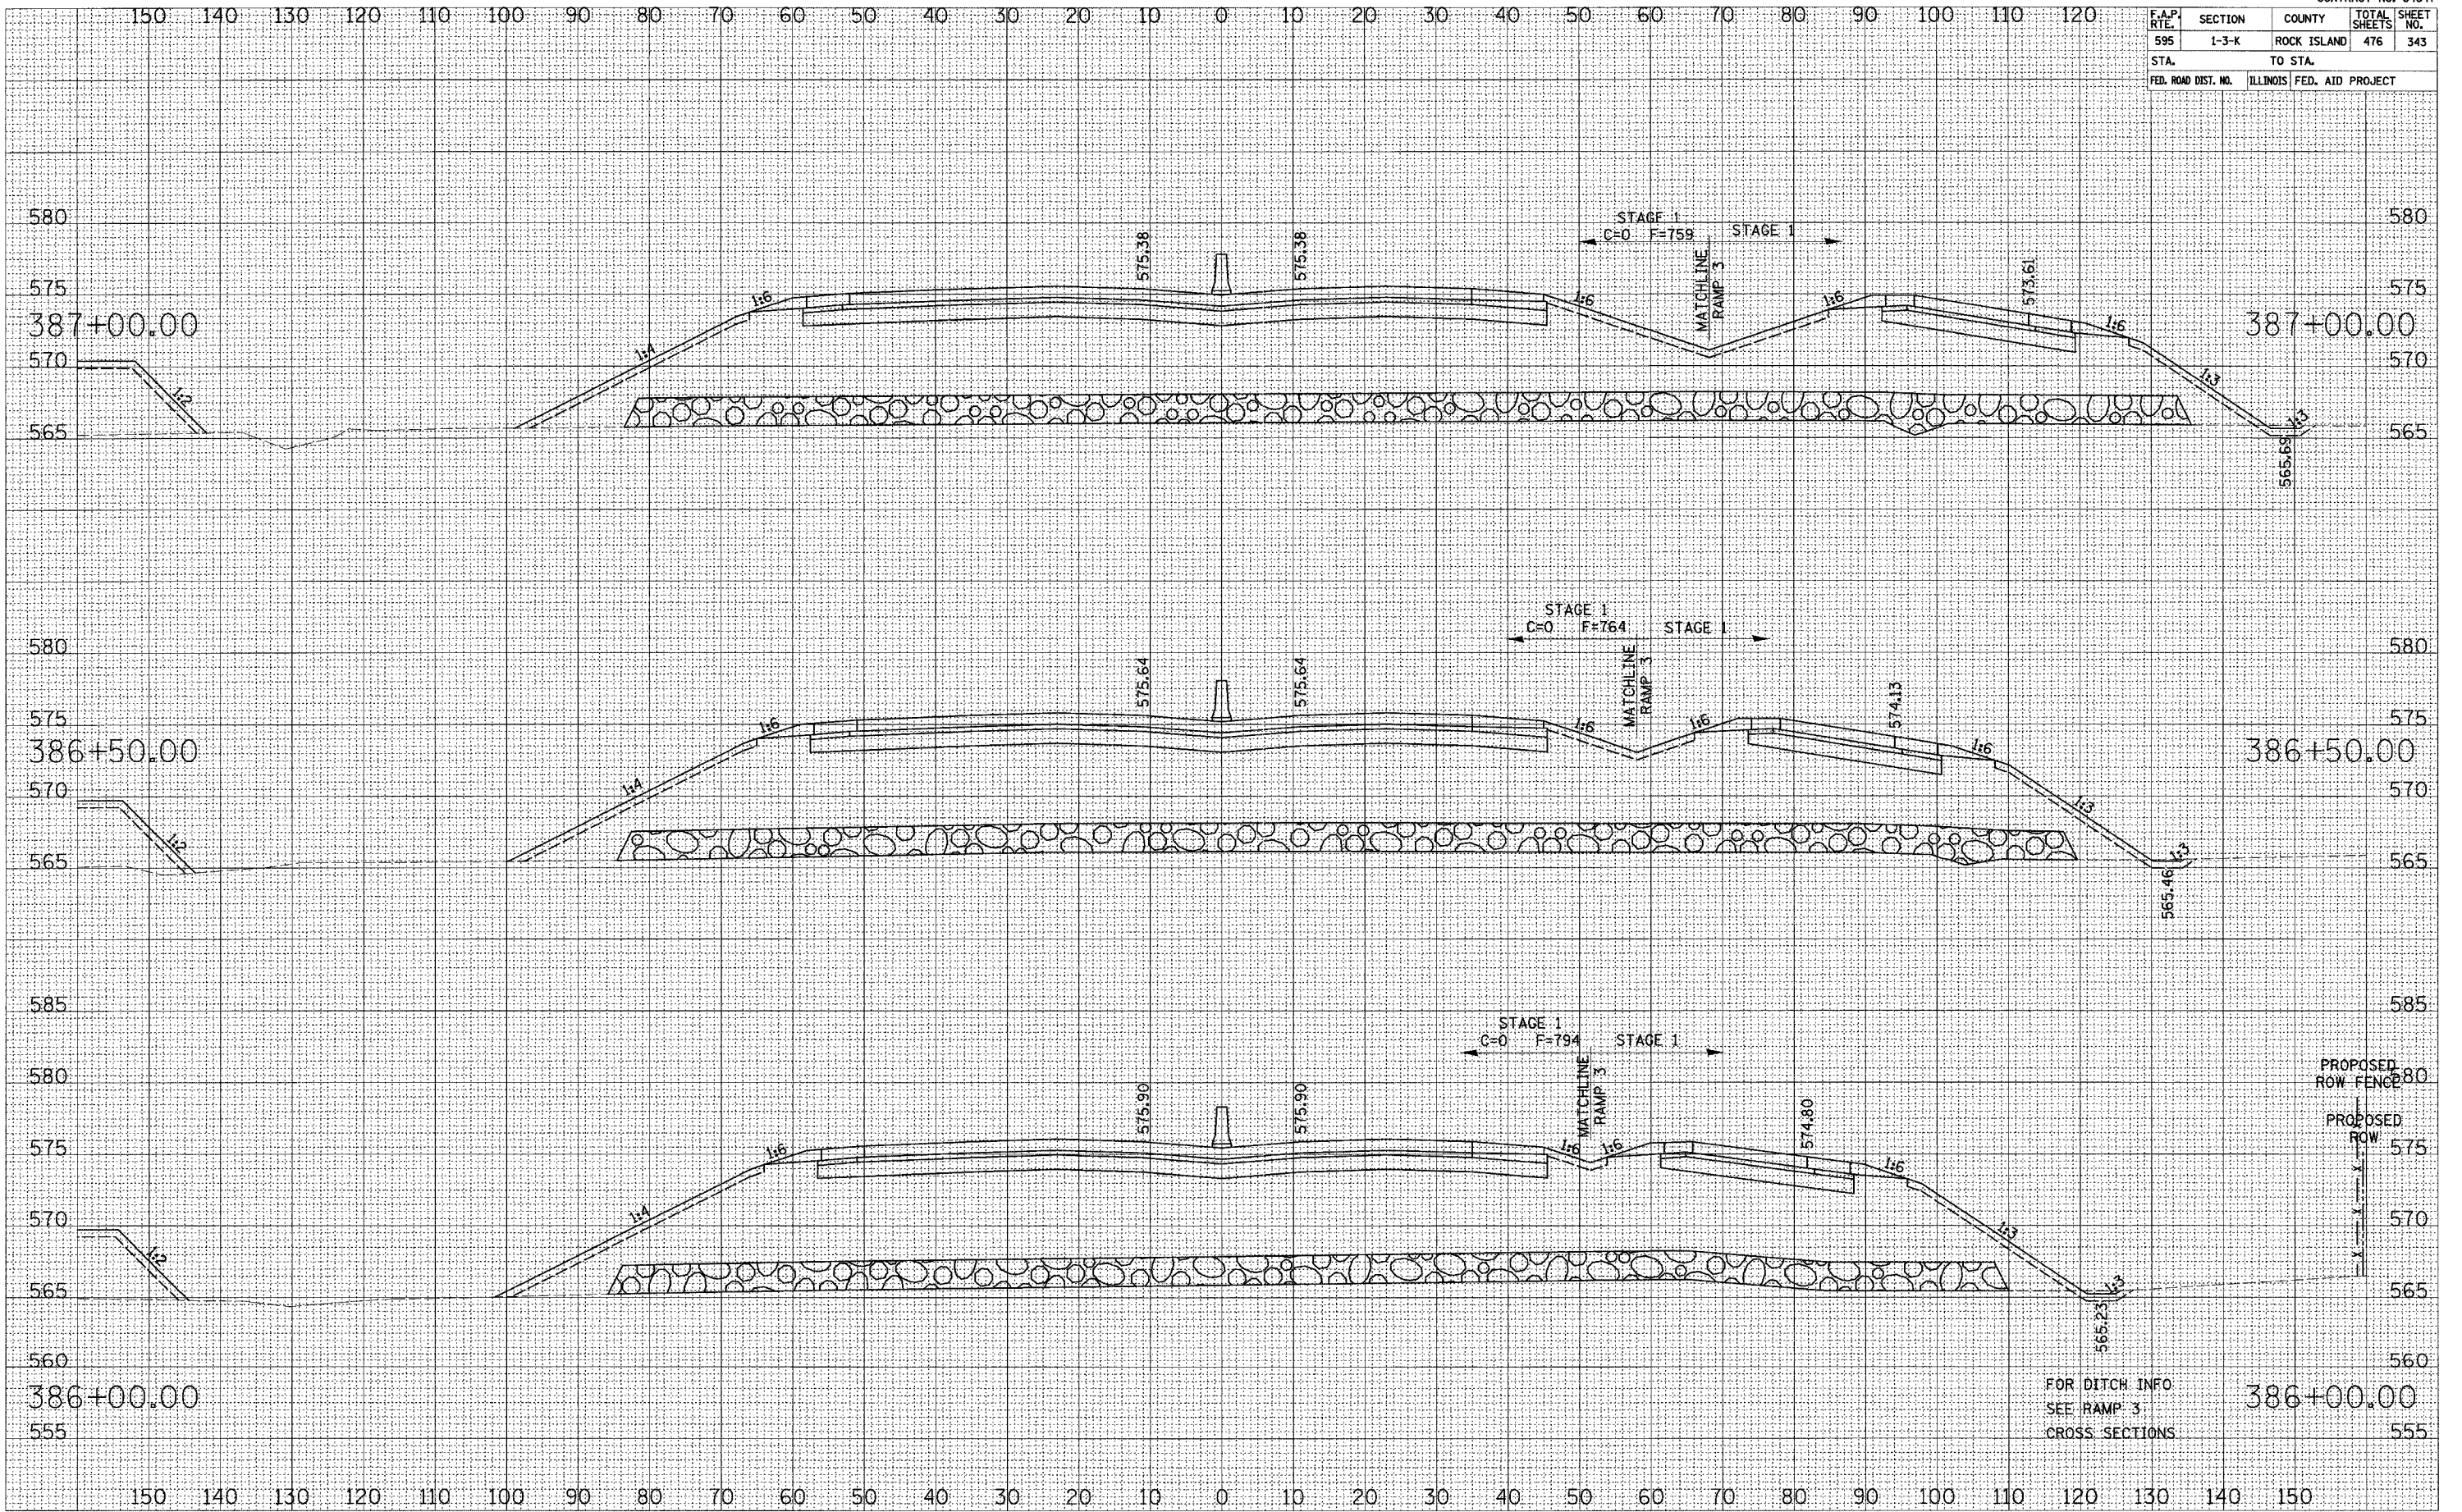 150 140 130 120 110 100 90 80 70 60 50 40 30 20 10 0 10 20 30 40 50 60 70 80 90 100 110 120
F.A.P. RTE. SECTION COUNTY TOTAL SHEETS SHEET NO.
595 1-3-K ROCK ISLAND 476 343
STA. TO STA.
FED. ROAD DIST. NO. ILLINOIS FED. AID PROJECT
580 580
STAGE 1
C=0 F=759 STAGE 1
MATCHLINE
RAMP 3
575.38 575.38 573.61
575 575
1:6 1:6 1:6 1:6
387+00.00 387+00.00
570 570
1:2 1:4 1:3 1:3
565 565
565.69
STAGE 1
C=0 F=764 STAGE 1
580 580
MATCHLINE
RAMP 3
575.64 575.64 574.13
575 575
1:6 1:6 1:6 1:6
386+50.00 386+50.00
570 570
1:2 1:4 1:3 1:3
565 565
565.46
585 585
STAGE 1
C=0 F=794 STAGE 1
580 580
PROPOSED
ROW FENCE
MATCHLINE
RAMP 3
575.90 575.90 574.80
PROPOSED
ROW
575 575
1:6 1:6 1:6 1:6
X
X
X
X
570 570
1:2 1:4 1:3 1:3
565 565
565.23
560 560
386+00.00 386+00.00
FOR DITCH INFO
SEE RAMP 3
CROSS SECTIONS
555 555
150 140 130 120 110 100 90 80 70 60 50 40 30 20 10 0 10 20 30 40 50 60 70 80 90 100 110 120 130 140 150